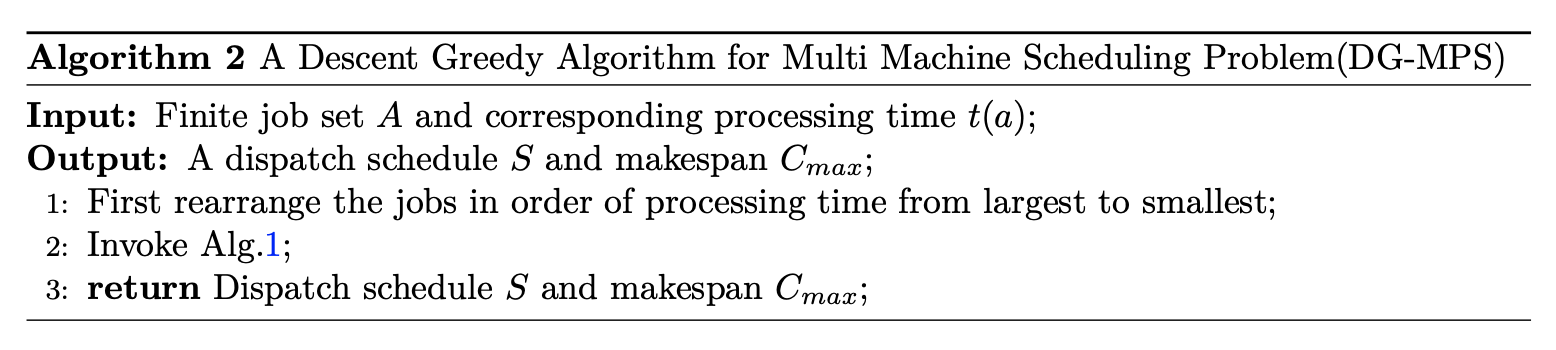 Algorithm 2 A Descent Greedy Algorithm for Multi Machine Scheduling Problem(DG-MPS)
Input: Finite job set A and corresponding processing time t(a);
Output: A dispatch schedule S and makespan C_{max};
1: First rearrange the jobs in order of processing time from largest to smallest;
2: Invoke Alg.1;
3: return Dispatch schedule S and makespan C_{max};